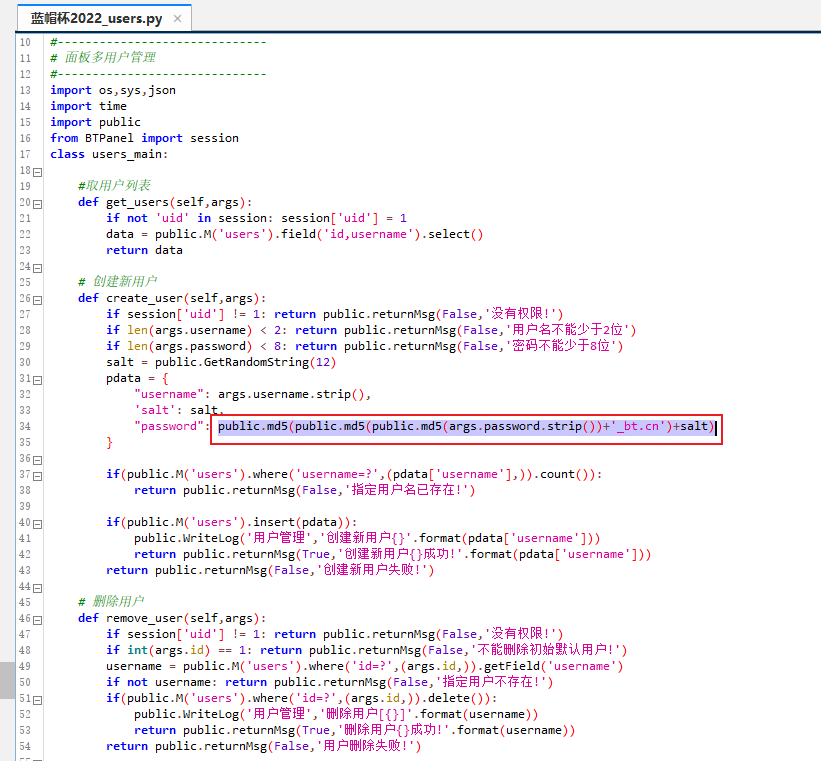 蓝帽杯2022_users.py ×
10 #------------------------------
11 # 面板多用户管理
12 #------------------------------
13 import os,sys,json
14 import time
15 import public
16 from BTPanel import session
17 class users_main:
18
19     #取用户列表
20     def get_users(self,args):
21         if not 'uid' in session: session['uid'] = 1
22         data = public.M('users').field('id,username').select()
23         return data
24
25     # 创建新用户
26     def create_user(self,args):
27         if session['uid'] != 1: return public.returnMsg(False,'没有权限!')
28         if len(args.username) < 2: return public.returnMsg(False,'用户名不能少于2位')
29         if len(args.password) < 8: return public.returnMsg(False,'密码不能少于8位')
30         salt = public.GetRandomString(12)
31         pdata = {
32             "username": args.username.strip(),
33             'salt': salt,
34             "password": public.md5(public.md5(public.md5(args.password.strip())+'_bt.cn')+salt)
35         }
36
37         if(public.M('users').where('username=?',(pdata['username'],)).count()):
38             return public.returnMsg(False,'指定用户名已存在!')
39
40         if(public.M('users').insert(pdata)):
41             public.WriteLog('用户管理','创建新用户{}'.format(pdata['username']))
42             return public.returnMsg(True,'创建新用户{}成功!'.format(pdata['username']))
43         return public.returnMsg(False,'创建新用户失败!')
44
45     # 删除用户
46     def remove_user(self,args):
47         if session['uid'] != 1: return public.returnMsg(False,'没有权限!')
48         if int(args.id) == 1: return public.returnMsg(False,'不能删除初始默认用户!')
49         username = public.M('users').where('id=?',(args.id,)).getField('username')
50         if not username: return public.returnMsg(False,'指定用户不存在!')
51         if(public.M('users').where('id=?',(args.id,)).delete()):
52             public.WriteLog('用户管理','删除用户[{}]'.format(username))
53             return public.returnMsg(True,'删除用户{}成功!'.format(username))
54         return public.returnMsg(False,'用户删除失败!')